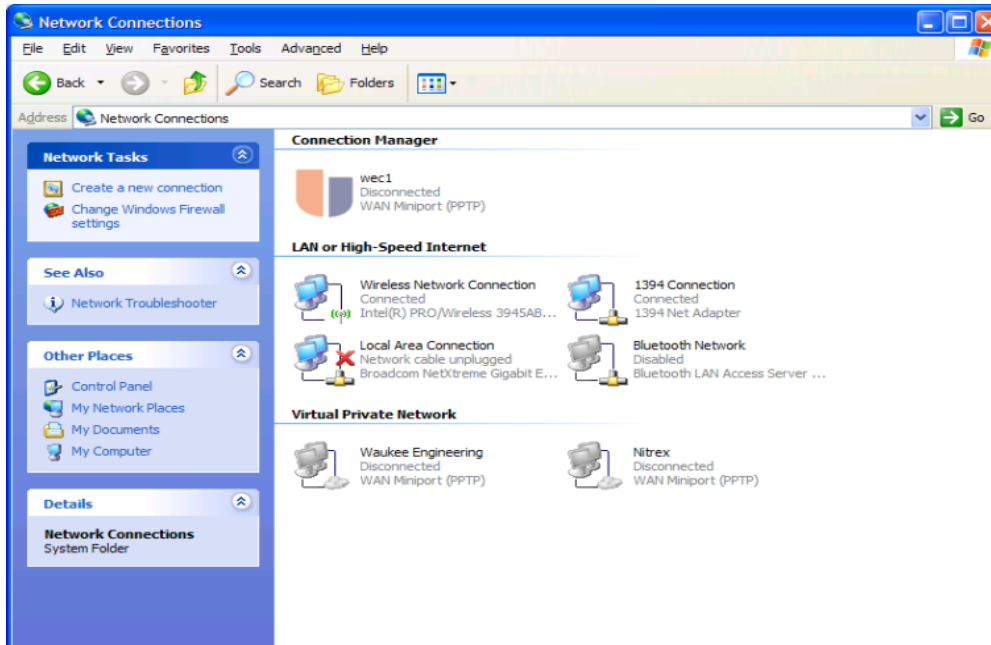 Network Connections
File Edit View Favorites Tools Advanced Help
Back Search Folders
Address Network Connections Go
Network Tasks
Create a new connection
Change Windows Firewall
settings
See Also
Network Troubleshooter
Other Places
Control Panel
My Network Places
My Documents
My Computer
Details
Network Connections
System Folder
Connection Manager
wec1
Disconnected
WAN Miniport (PPTP)
LAN or High-Speed Internet
Wireless Network Connection
Connected
Intel(R) PRO/Wireless 3945AB...
1394 Connection
Connected
1394 Net Adapter
Local Area Connection
Network cable unplugged
Broadcom NetXtreme Gigabit E...
Bluetooth Network
Disabled
Bluetooth LAN Access Server ...
Virtual Private Network
Waukee Engineering
Disconnected
WAN Miniport (PPTP)
Nitrex
Disconnected
WAN Miniport (PPTP)